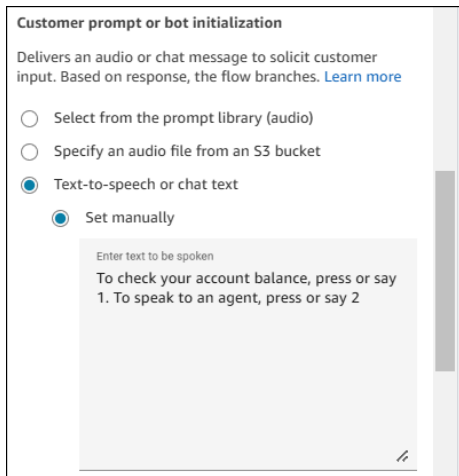 Customer prompt or bot initialization
Delivers an audio or chat message to solicit customer
input. Based on response, the flow branches. Learn more
Select from the prompt library (audio)
Specify an audio file from an S3 bucket
Text-to-speech or chat text
Set manually
Enter text to be spoken
To check your account balance, press or say
1. To speak to an agent, press or say 2